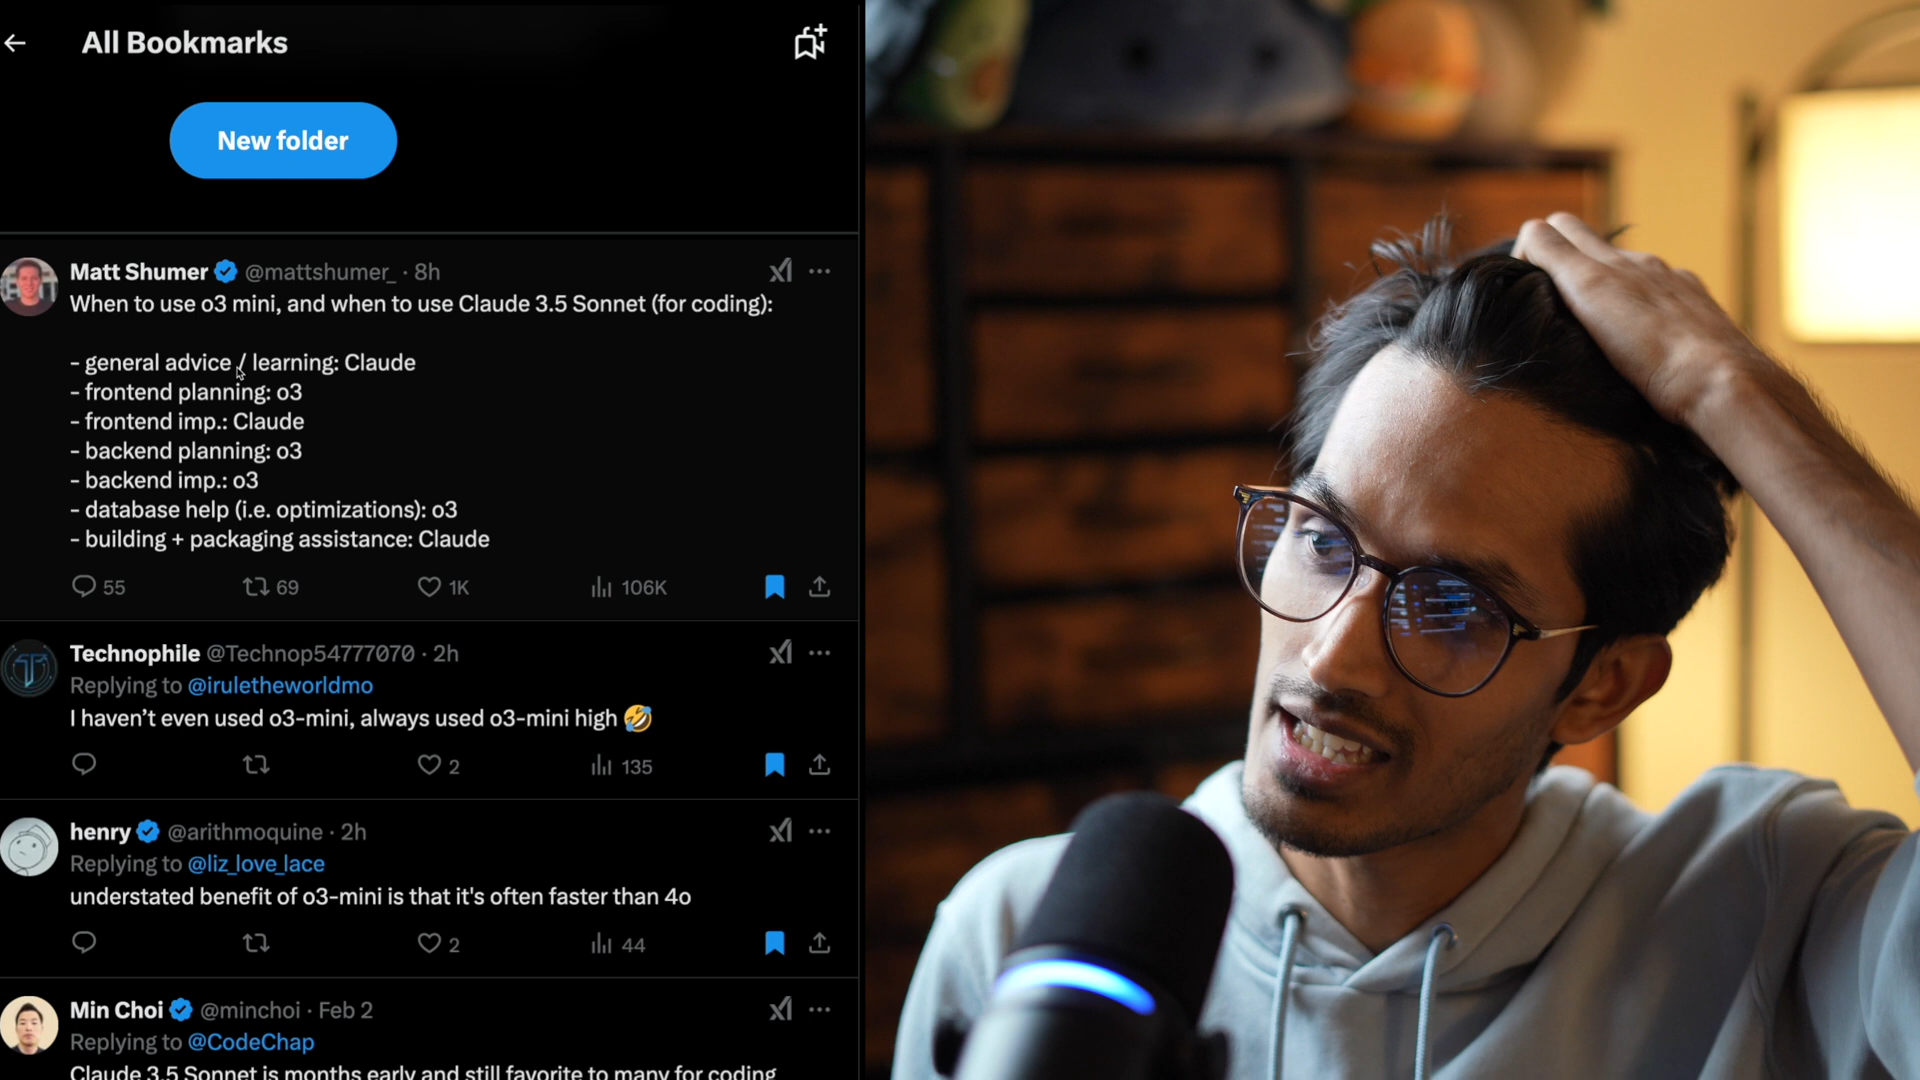 All Bookmarks
New folder
Matt Shumer @mattshumer_ · 8h
When to use o3 mini, and when to use Claude 3.5 Sonnet (for coding):
- general advice / learning: Claude
- frontend planning: o3
- frontend imp.: Claude
- backend planning: o3
- backend imp.: o3
- database help (i.e. optimizations): o3
- building + packaging assistance: Claude
55 69 1K 106K
Technophile @Technop54777070 · 2h
Replying to @iruletheworldmo
I haven’t even used o3-mini, always used o3-mini high 🤣
2 135
henry @arithmoquine · 2h
Replying to @liz_love_lace
understated benefit of o3-mini is that it's often faster than 4o
2 44
Min Choi @minchoi · Feb 2
Replying to @CodeChap
Claude 3.5 Sonnet is months early and still favorite to many for coding